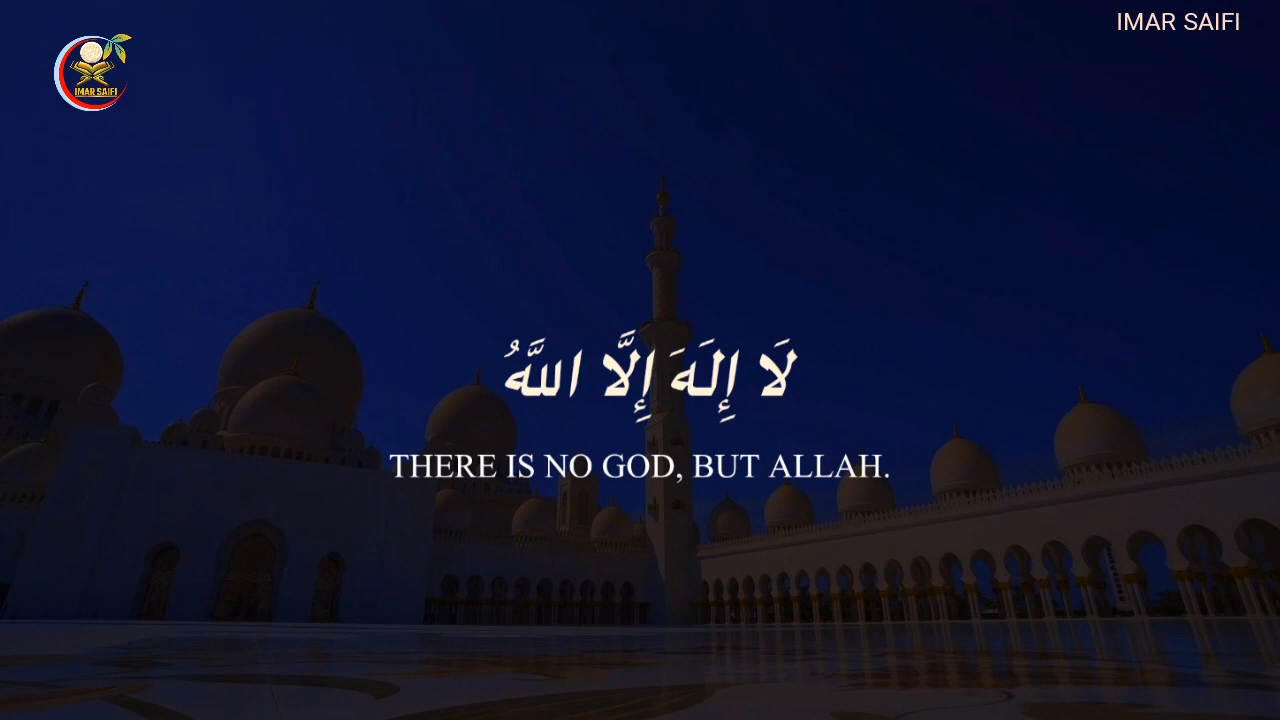 IMAR SAIFI
IMAR SAIFI
لَا إِلَهَ إِلَّا اللَّهُ
THERE IS NO GOD, BUT ALLAH.